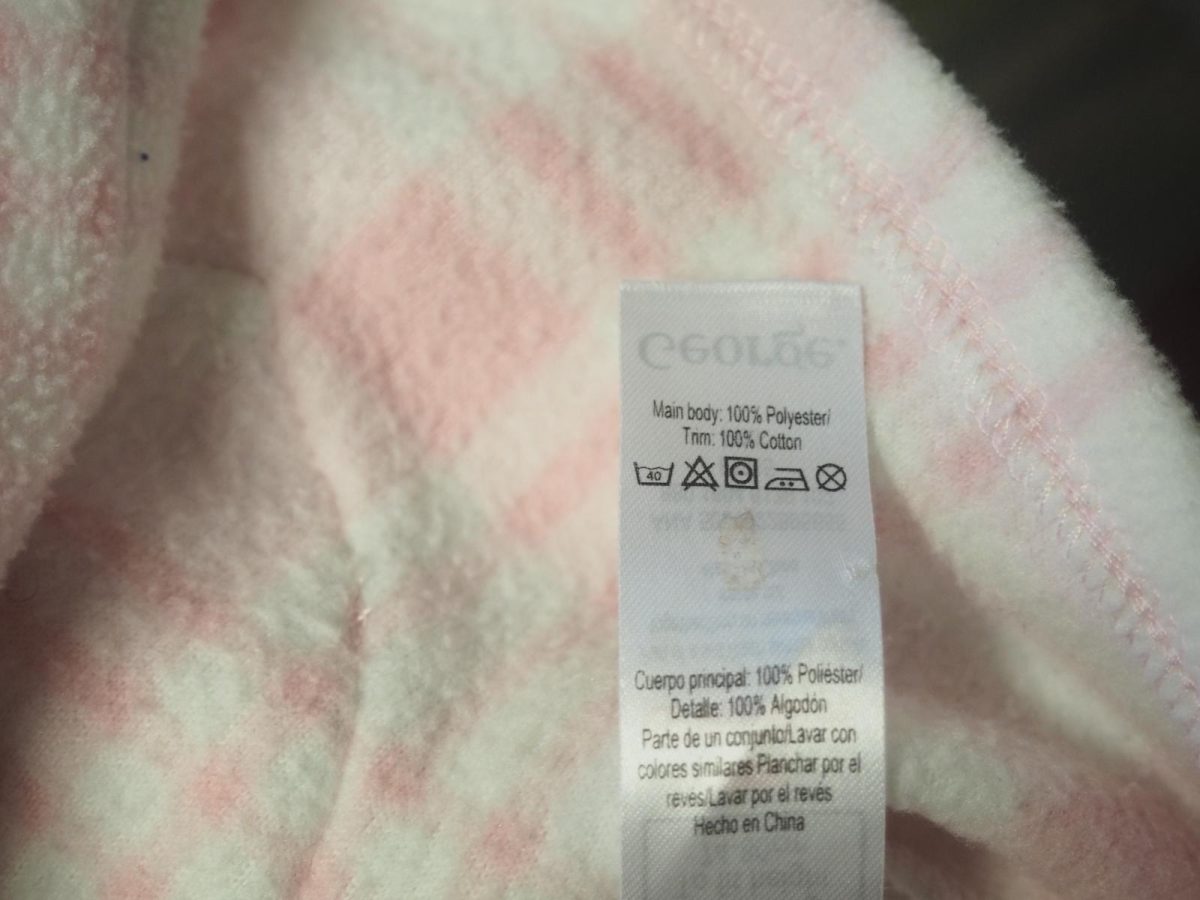 George.
Main body: 100% Polyester/
Trim: 100% Cotton
40
Cuerpo principal: 100% Poliéster/
Detalle: 100% Algodón
Parte de un conjunto/Lavar con
colores similares Planchar por el
revés/Lavar por el revés
Hecho en China